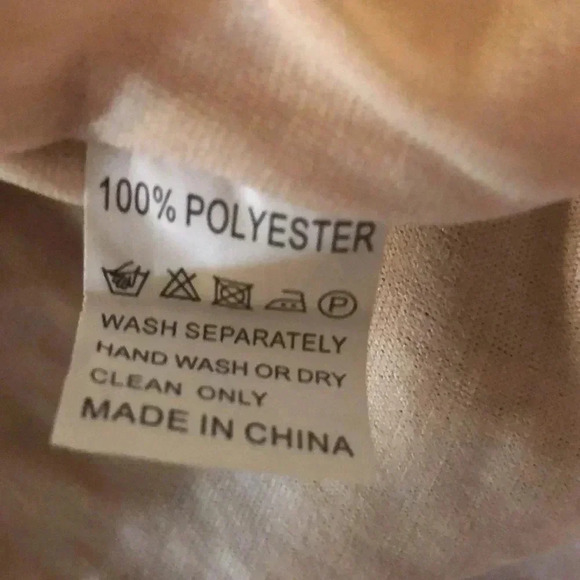 100% POLYESTER
P
WASH SEPARATELY
HAND WASH OR DRY
CLEAN ONLY
MADE IN CHINA